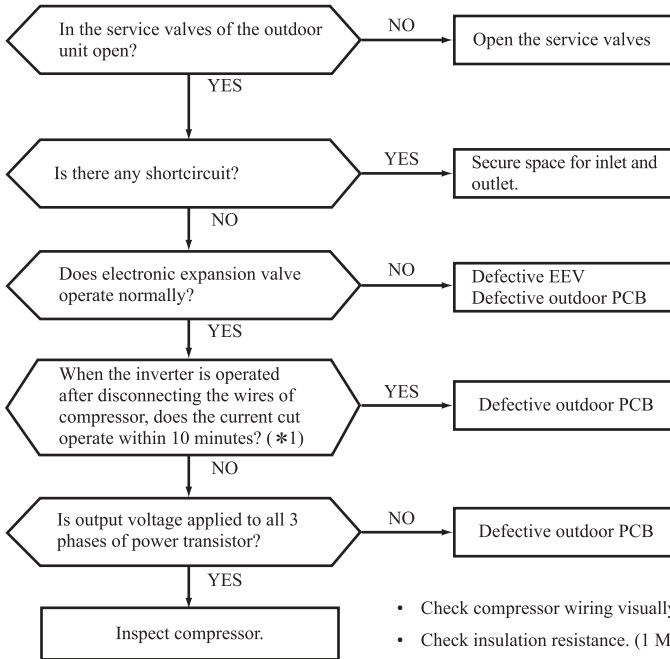 In the service valves of the outdoor
unit open?
NO
Open the service valves
YES
Is there any shortcircuit?
YES
Secure space for inlet and
outlet.
NO
Does electronic expansion valve
operate normally?
NO
Defective EEV
Defective outdoor PCB
YES
When the inverter is operated
after disconnecting the wires of
compressor, does the current cut
operate within 10 minutes? (∗1)
YES
Defective outdoor PCB
NO
Is output voltage applied to all 3
phases of power transistor?
NO
Defective outdoor PCB
YES
Inspect compressor.
• Check compressor wiring visually
• Check insulation resistance. (1 M